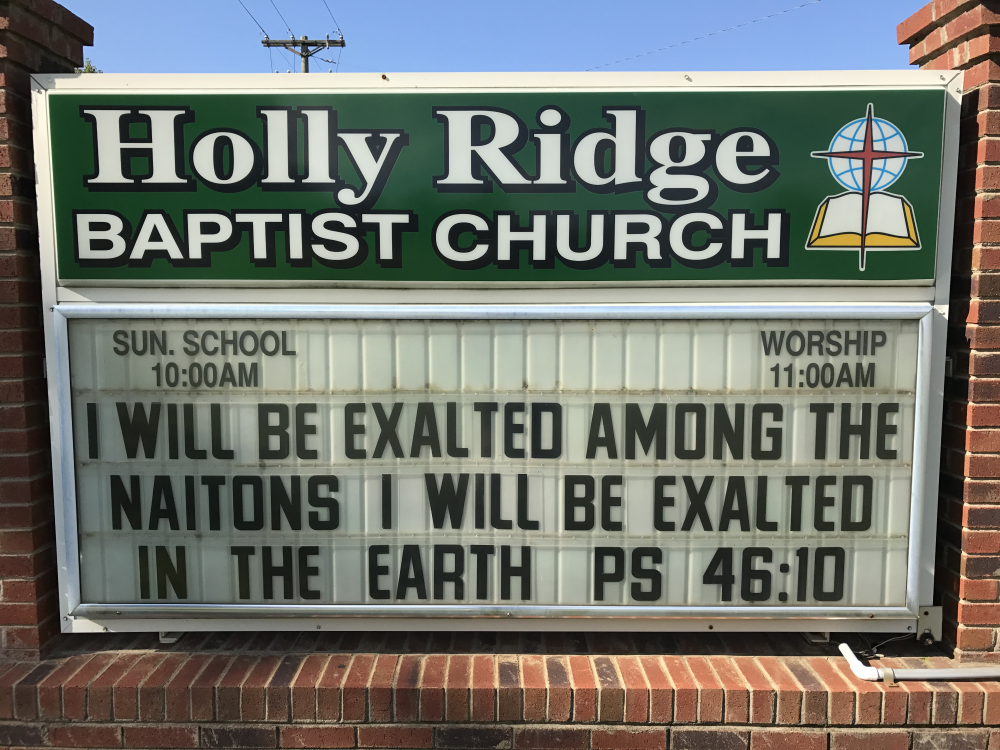 Holly Ridge
BAPTIST CHURCH
SUN. SCHOOL WORSHIP
10:00AM 11:00AM
I WILL BE EXALTED AMONG THE
NAITONS I WILL BE EXALTED
IN THE EARTH PS 46:10